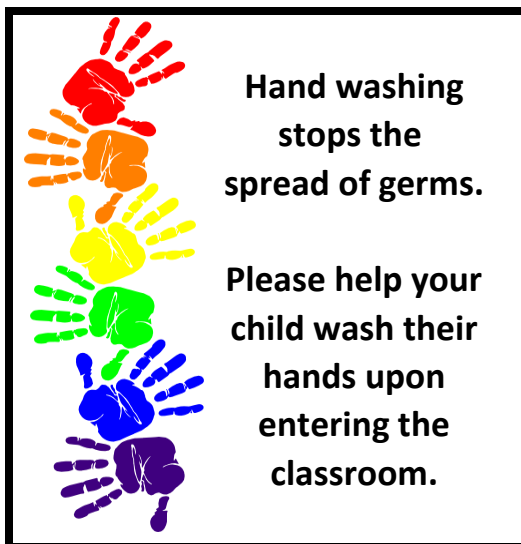 Hand washing
stops the
spread of germs.
Please help your
child wash their
hands upon
entering the
classroom.